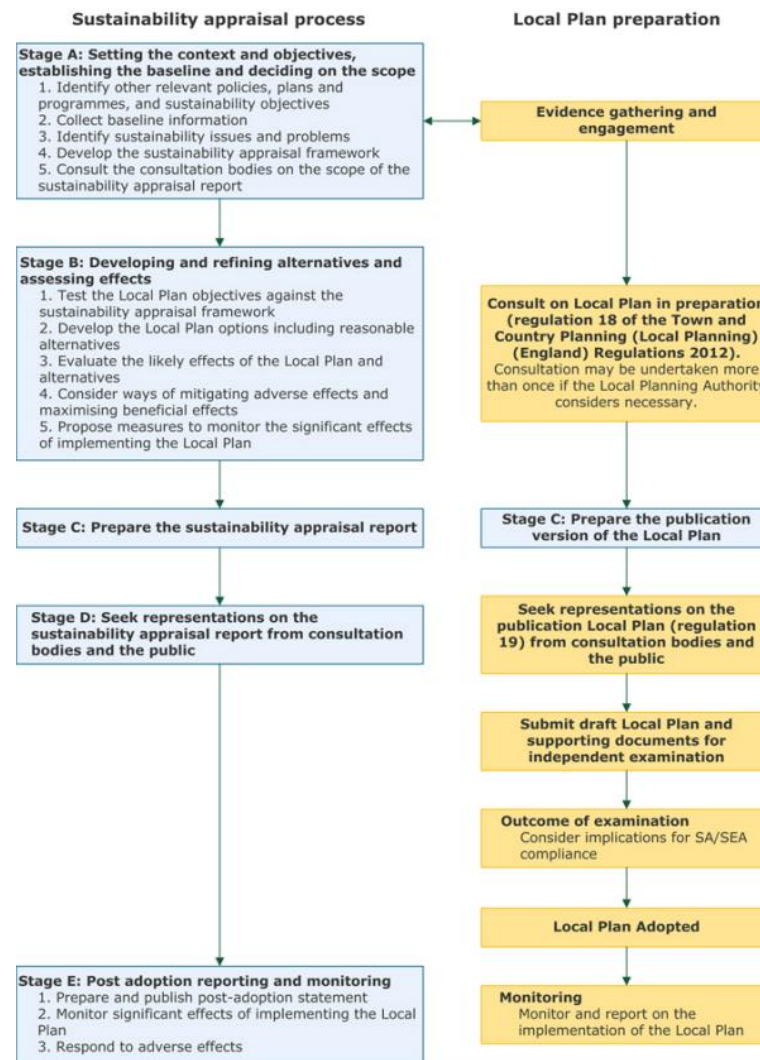 Sustainability appraisal process
Local Plan preparation
Stage A: Setting the context and objectives,
establishing the baseline and deciding on the scope
1. Identify other relevant policies, plans and
programmes, and sustainability objectives
2. Collect baseline information
3. Identify sustainability issues and problems
4. Develop the sustainability appraisal framework
5. Consult the consultation bodies on the scope of the
sustainability appraisal report
Evidence gathering and
engagement
Stage B: Developing and refining alternatives and
assessing effects
1. Test the Local Plan objectives against the
sustainability appraisal framework
2. Develop the Local Plan options including reasonable
alternatives
3. Evaluate the likely effects of the Local Plan and
alternatives
4. Consider ways of mitigating adverse effects and
maximising beneficial effects
5. Propose measures to monitor the significant effects
of implementing the Local Plan
Consult on Local Plan in preparation
(regulation 18 of the Town and
Country Planning (Local Planning)
(England) Regulations 2012).
Consultation may be undertaken more
than once if the Local Planning Authority
considers necessary.
Stage C: Prepare the sustainability appraisal report
Stage C: Prepare the publication
version of the Local Plan
Stage D: Seek representations on the
sustainability appraisal report from consultation
bodies and the public
Seek representations on the
publication Local Plan (regulation
19) from consultation bodies and
the public
Submit draft Local Plan and
supporting documents for
independent examination
Outcome of examination
Consider implications for SA/SEA
compliance
Local Plan Adopted
Stage E: Post adoption reporting and monitoring
1. Prepare and publish post-adoption statement
2. Monitor significant effects of implementing the Local
Plan
3. Respond to adverse effects
Monitoring
Monitor and report on the
implementation of the Local Plan